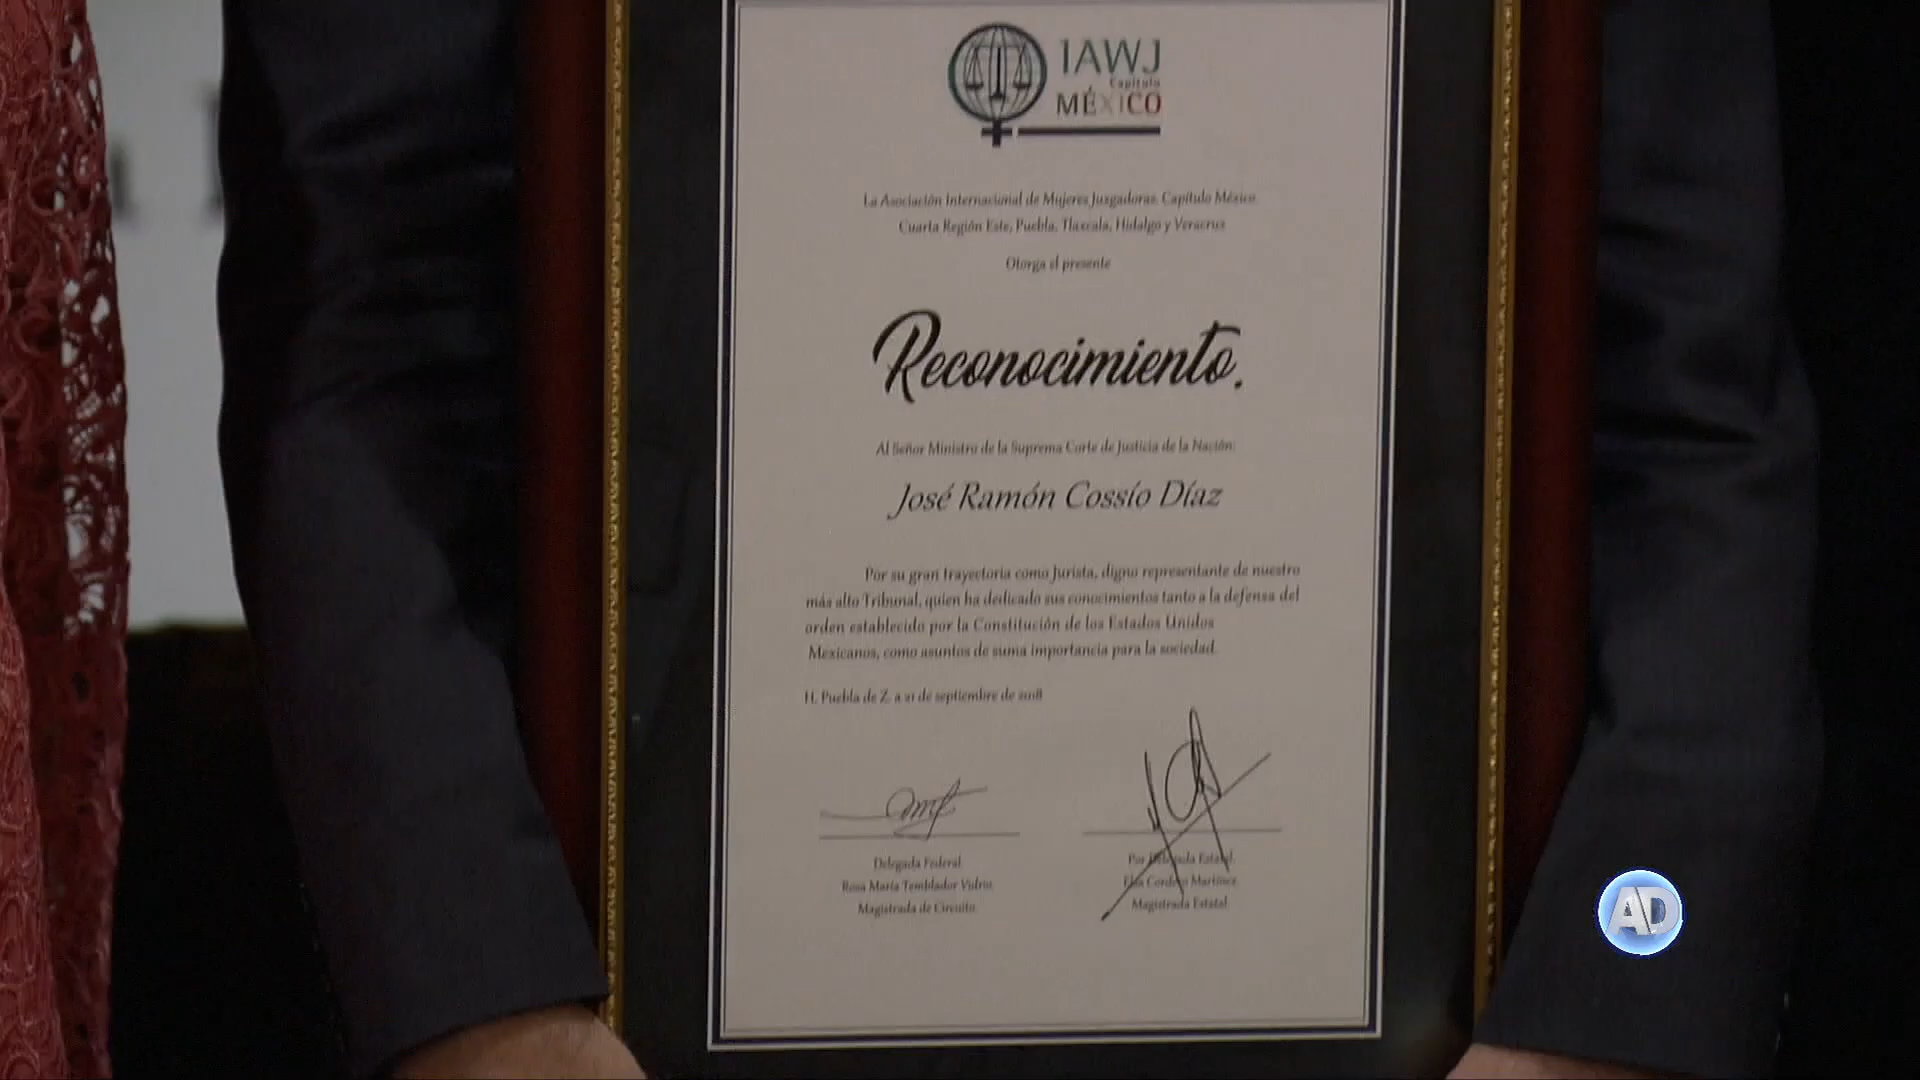 IAWJ
Capítulo
MÉXiCO
La Asociación Internacional de Mujeres Juzgadoras. Capítulo México.
Cuarta Región Este, Puebla, Tlaxcala, Hidalgo y Veracruz
Otorga el presente
Reconocimiento.
Al Señor Ministro de la Suprema Corte de Justicia de la Nación:
José Ramón Cossío Díaz
Por su gran trayectoria como Jurista, digno representante de nuestro
más alto Tribunal, quien ha dedicado sus conocimientos tanto a la defensa del
orden establecido por la Constitución de los Estados Unidos
Mexicanos, como asuntos de suma importancia para la sociedad.
H. Puebla de Z. a 21 de septiembre de 2018
Delegada Federal
Rosa María Temblador Vidrio
Magistrada de Circuito
Por Delegada Estatal.
Elsa Cordero Martínez
Magistrada Estatal
AD